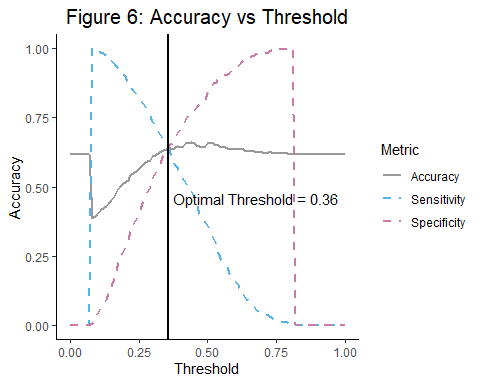 Figure 6: Accuracy vs Threshold
Accuracy
1.00
0.75
0.50
0.25
0.00
Optimal Threshold = 0.36
0.00 0.25 0.50 0.75 1.00
Threshold
Metric
Accuracy
Sensitivity
Specificity